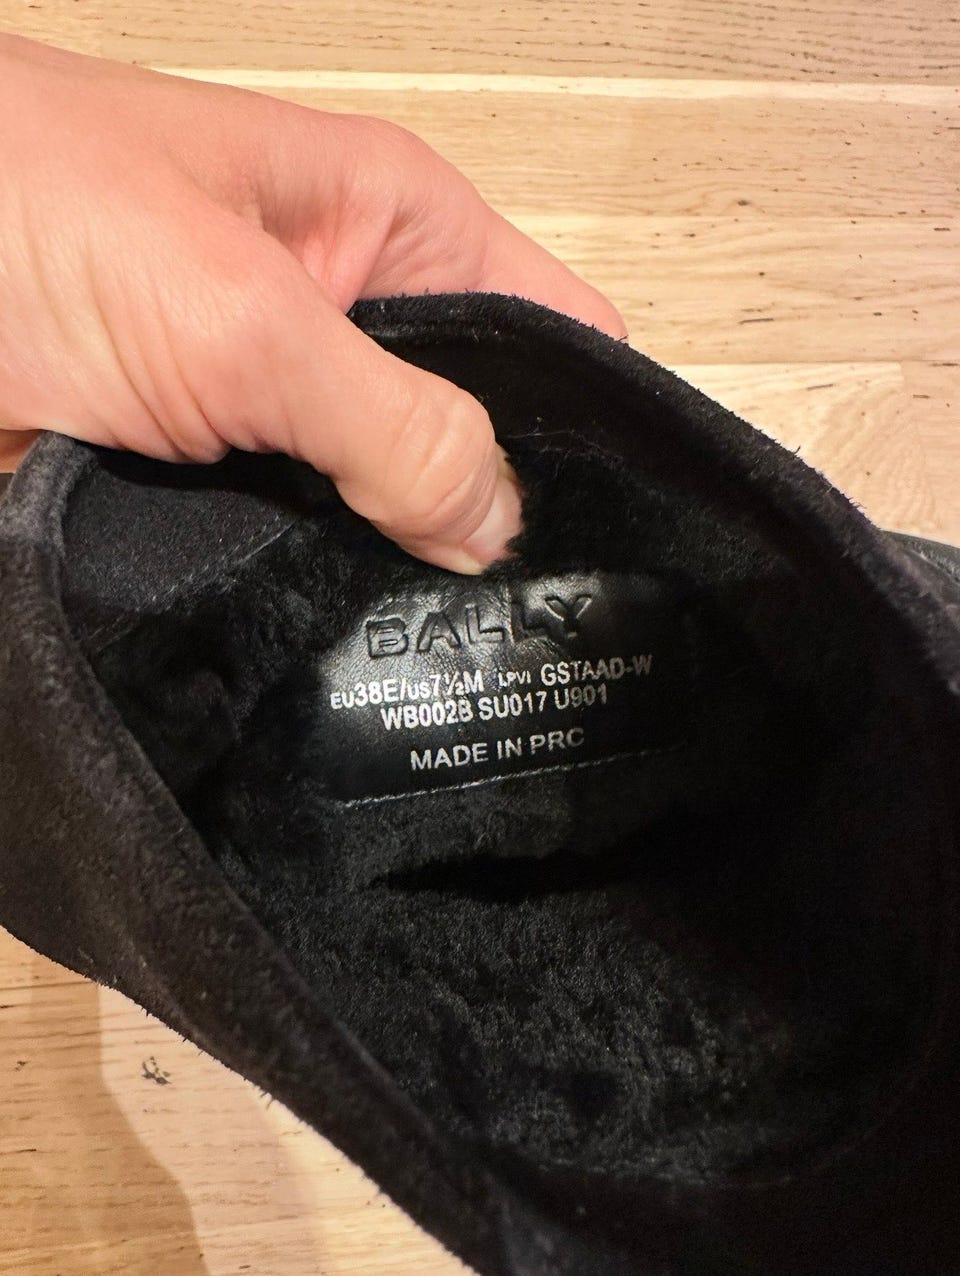 BALLY
EU38E/US7½M LPVI GSTAAD-W
WB002B SU017 U901
MADE IN PRC